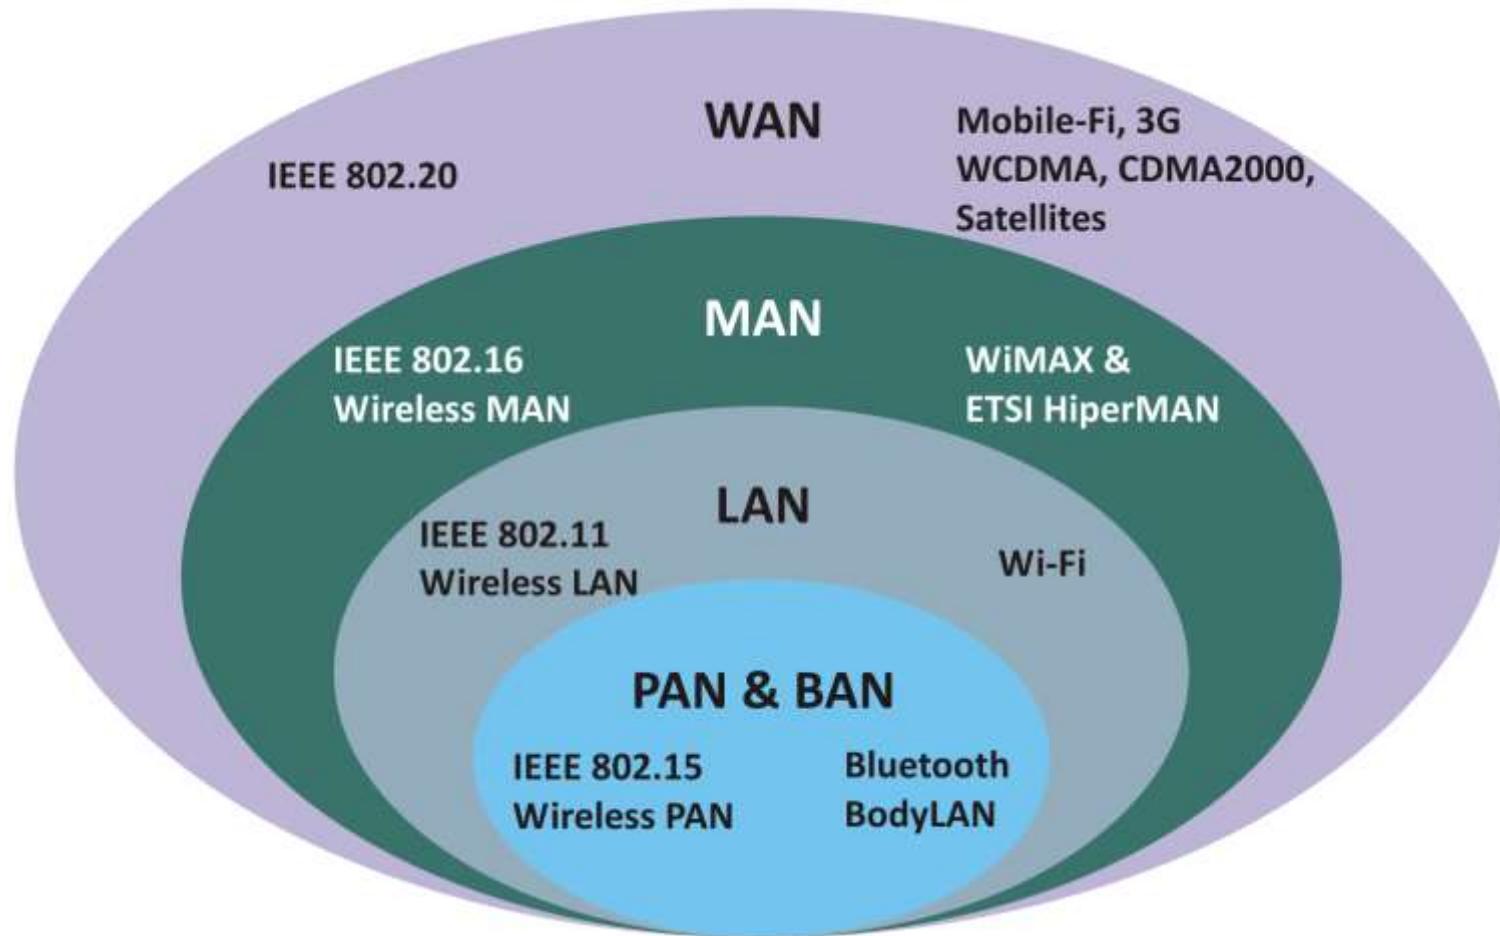 WAN
IEEE 802.20
Mobile-Fi, 3G
WCDMA, CDMA2000,
Satellites
MAN
IEEE 802.16
Wireless MAN
WiMAX &
ETSI HiperMAN
LAN
IEEE 802.11
Wireless LAN
Wi-Fi
PAN & BAN
IEEE 802.15
Wireless PAN
Bluetooth
BodyLAN